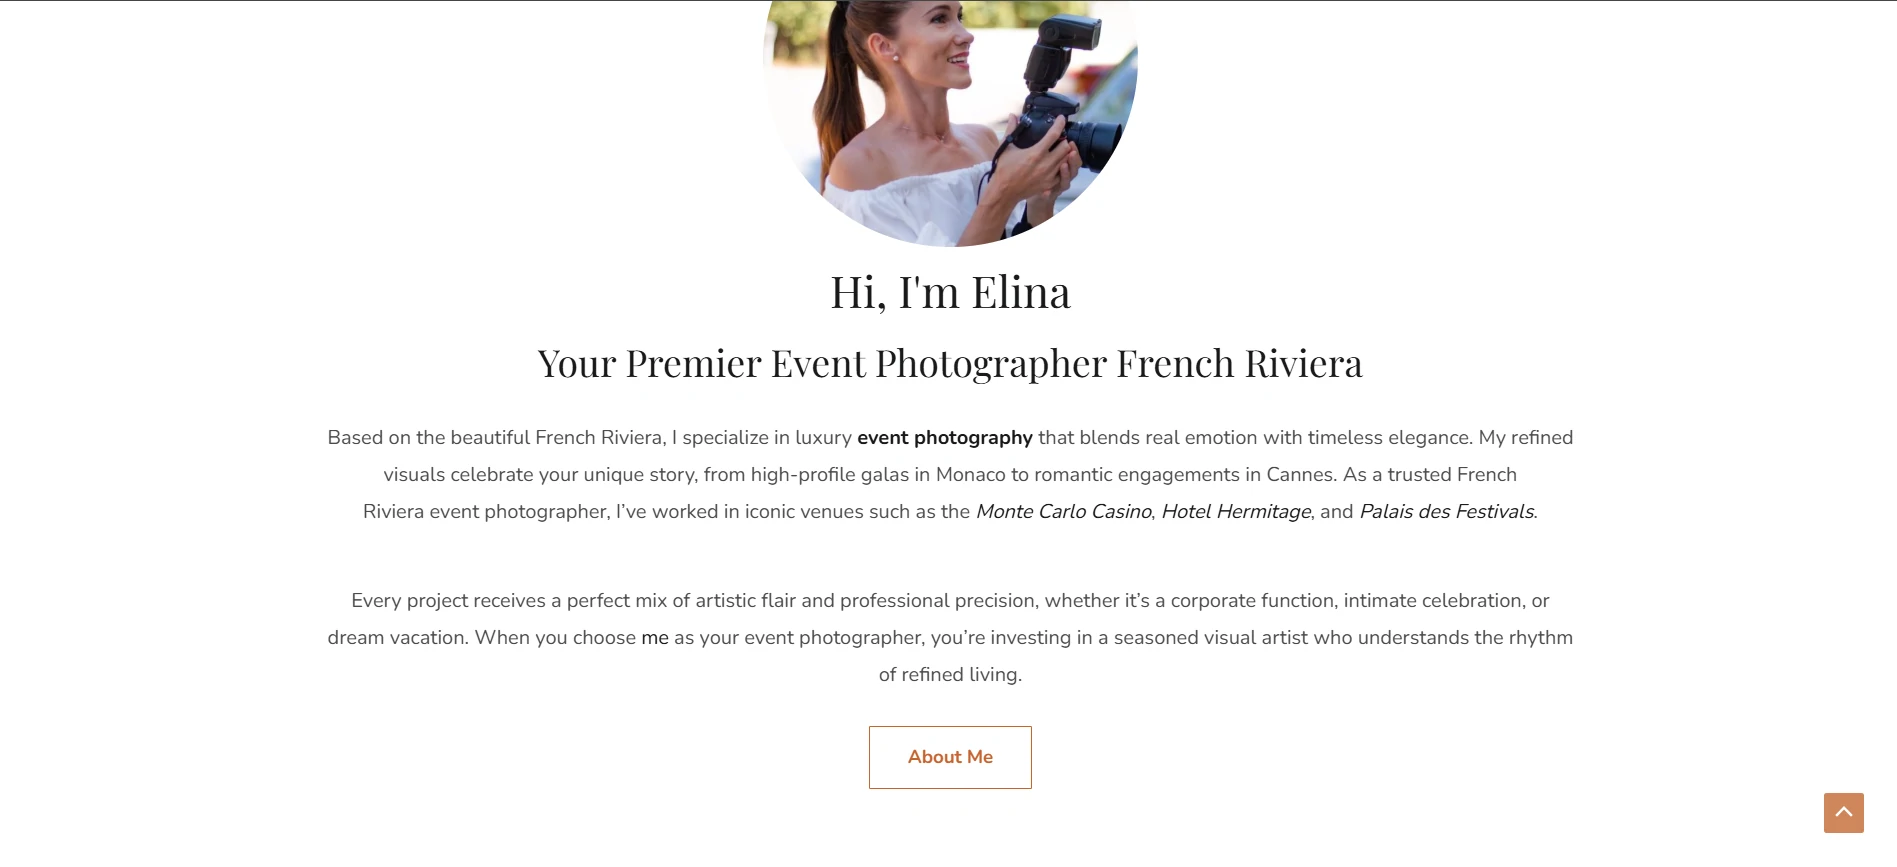 Hi, I'm Elina
Your Premier Event Photographer French Riviera
Based on the beautiful French Riviera, I specialize in luxury event photography that blends real emotion with timeless elegance. My refined
visuals celebrate your unique story, from high-profile galas in Monaco to romantic engagements in Cannes. As a trusted French
Riviera event photographer, I’ve worked in iconic venues such as the Monte Carlo Casino, Hotel Hermitage, and Palais des Festivals.
Every project receives a perfect mix of artistic flair and professional precision, whether it’s a corporate function, intimate celebration, or
dream vacation. When you choose me as your event photographer, you’re investing in a seasoned visual artist who understands the rhythm
of refined living.
About Me